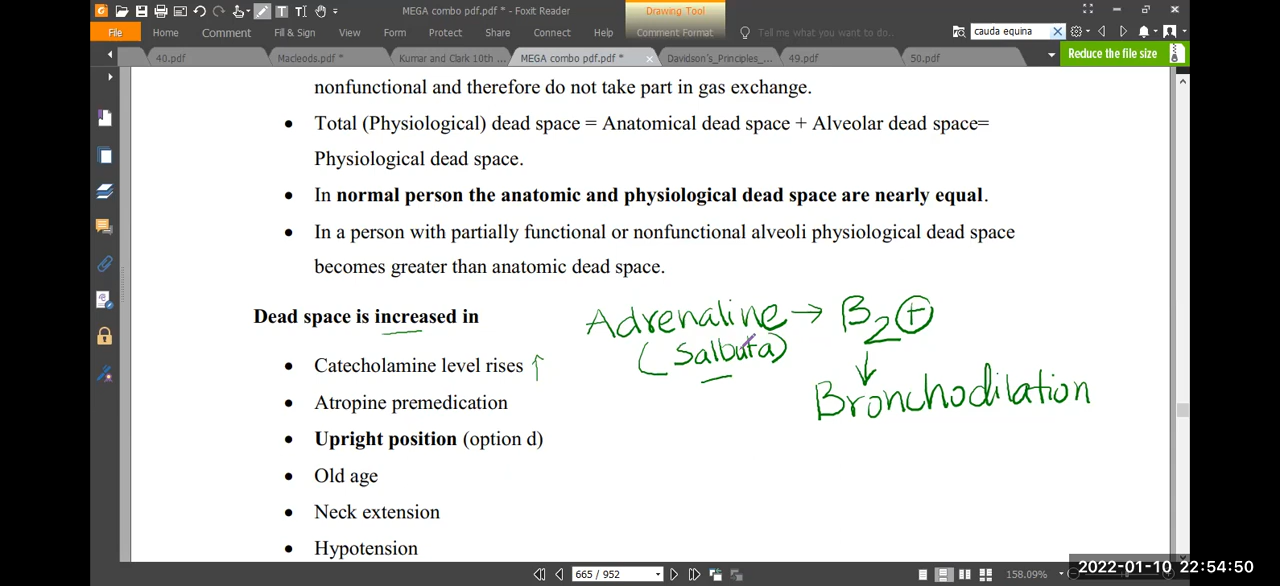 MEGA combo pdf.pdf * - Foxit Reader
Drawing Tool
File Home Comment Fill & Sign View Form Protect Share Connect Help Comment Format Tell me what you want to do.. cauda equina
40.pdf Macleods.pdf * Kumar and Clark 10th ... MEGA combo pdf.pdf * Davidson's_Principles_... 49.pdf 50.pdf Reduce the file size
nonfunctional and therefore do not take part in gas exchange.
• Total (Physiological) dead space = Anatomical dead space + Alveolar dead space=
Physiological dead space.
• In normal person the anatomic and physiological dead space are nearly equal.
• In a person with partially functional or nonfunctional alveoli physiological dead space
becomes greater than anatomic dead space.
Adrenaline → B2 +
Dead space is increased in
(Salbuta)
• Catecholamine level rises ↑
↓
Bronchodilation
• Atropine premedication
• Upright position (option d)
• Old age
• Neck extension
• Hypotension
665 / 952
158.09%
2022-01-10 22:54:50